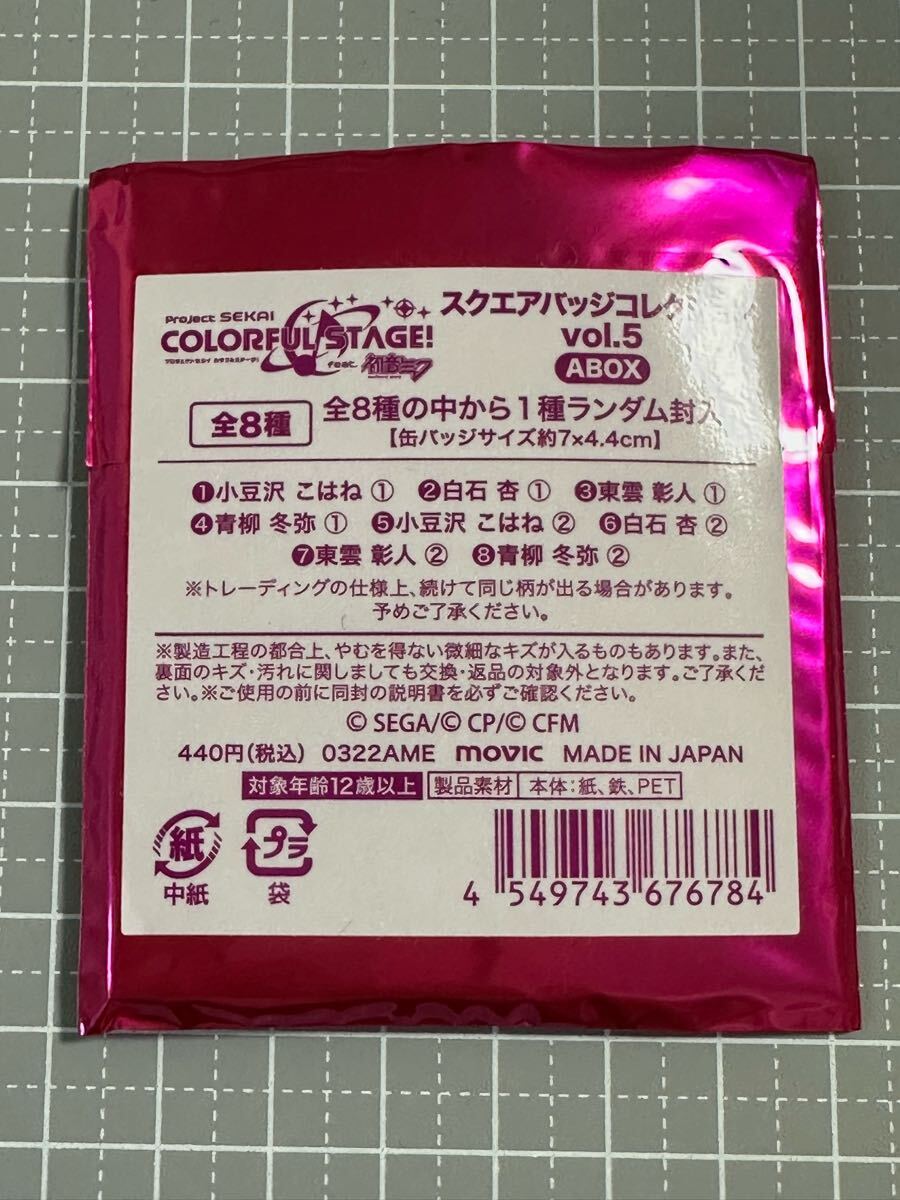 Project SEKAI
COLORFUL STAGE!
feat. 初音ミク
スクエアバッジコレク
vol.5
ABOX
全8種
全8種の中から1種ランダム封入
【缶バッジサイズ約7×4.4cm】
❶小豆沢 こはね ① ❷白石 杏 ① ❸東雲 彰人 ①
❹青柳 冬弥 ① ❺小豆沢 こはね ② ❻白石 杏 ②
❼東雲 彰人 ② ❽青柳 冬弥 ②
※トレーディングの仕様上、続けて同じ柄が出る場合があります。
予めご了承ください。
※製造工程の都合上、やむを得ない微細なキズが入るものもあります。また、
裏面のキズ・汚れに関しましても交換・返品の対象外となります。ご了承くだ
さい。※ご使用の前に同封の説明書を必ずご確認ください。
© SEGA/© CP/© CFM
440円(税込) 0322AME movic MADE IN JAPAN
対象年齢12歳以上 製品素材 本体:紙、鉄、PET
紙 プラ
中紙 袋
4 549743 676784